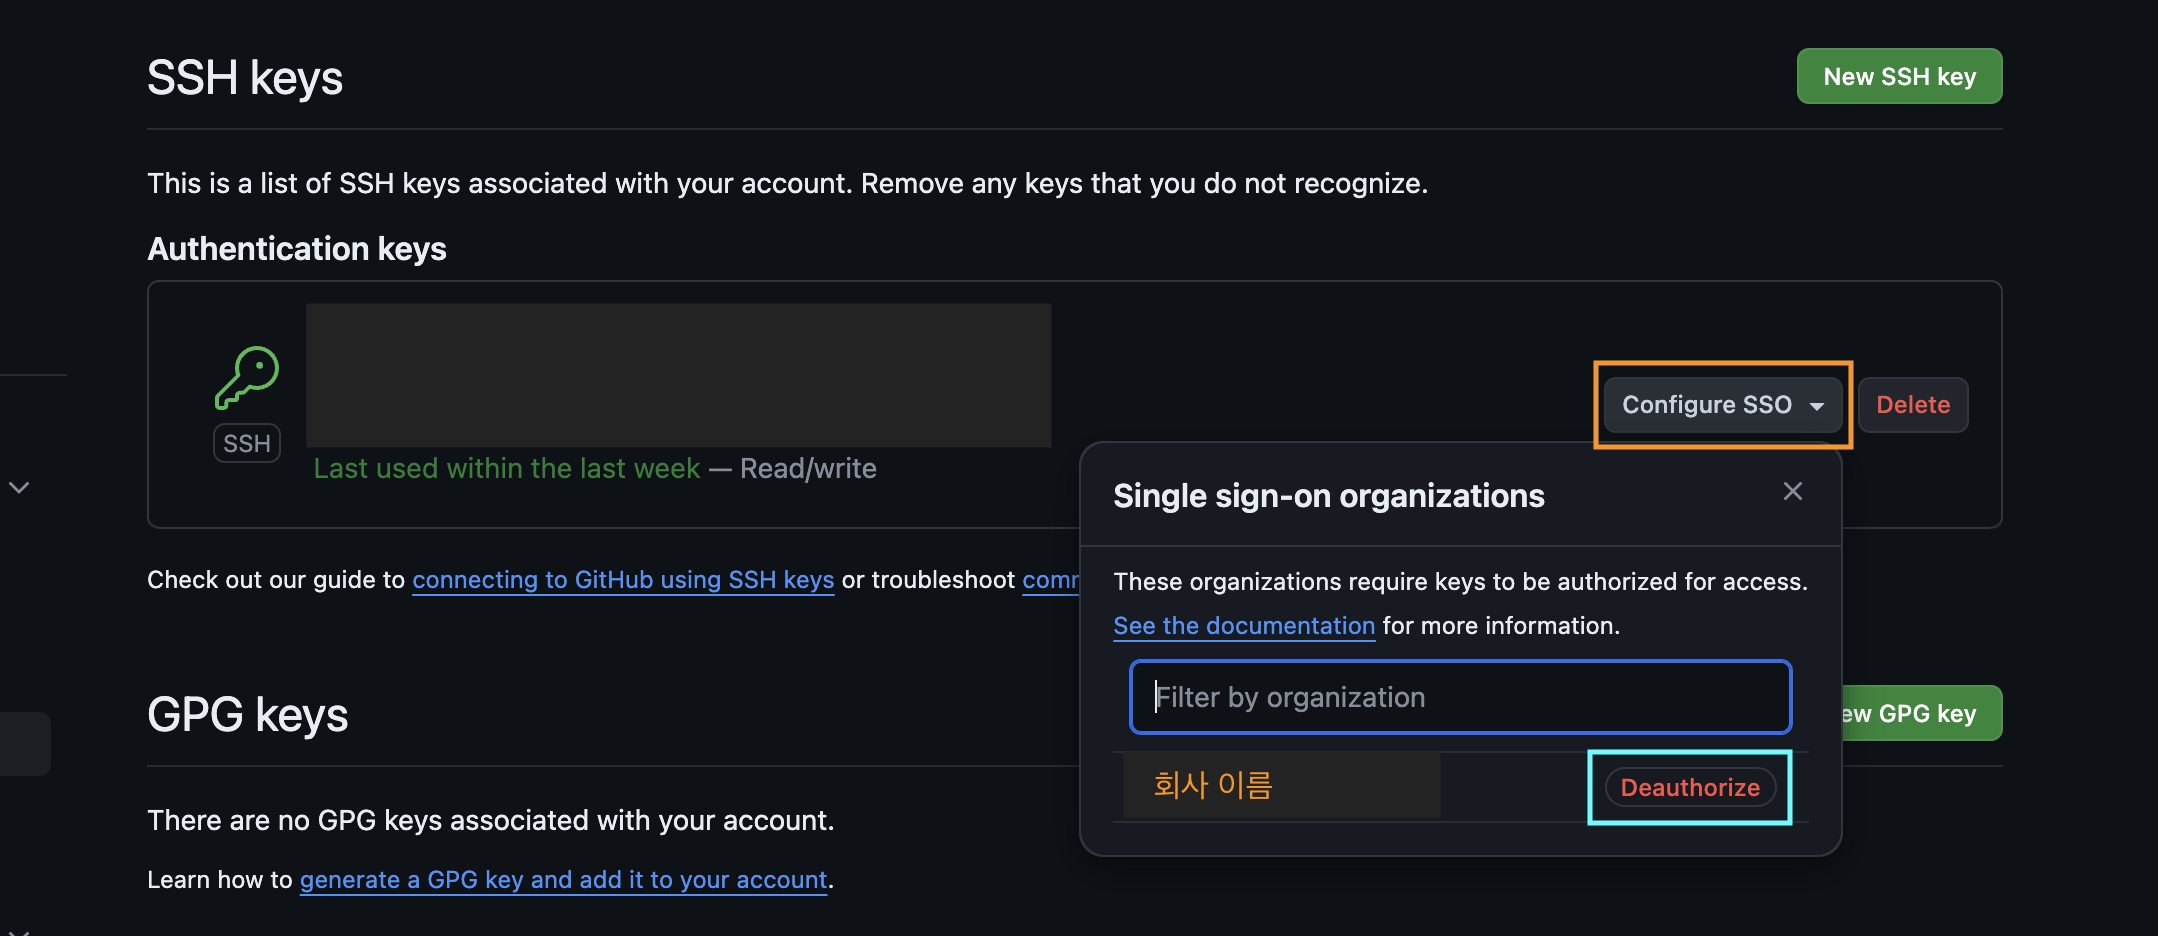 SSH keys
New SSH key
This is a list of SSH keys associated with your account. Remove any keys that you do not recognize.
Authentication keys
SSH
Last used within the last week — Read/write
Configure SSO
Delete
Single sign-on organizations
These organizations require keys to be authorized for access.
See the documentation for more information.
Filter by organization
회사 이름
Deauthorize
Check out our guide to connecting to GitHub using SSH keys or troubleshoot
GPG keys
GPG key
There are no GPG keys associated with your account.
Learn how to generate a GPG key and add it to your account.